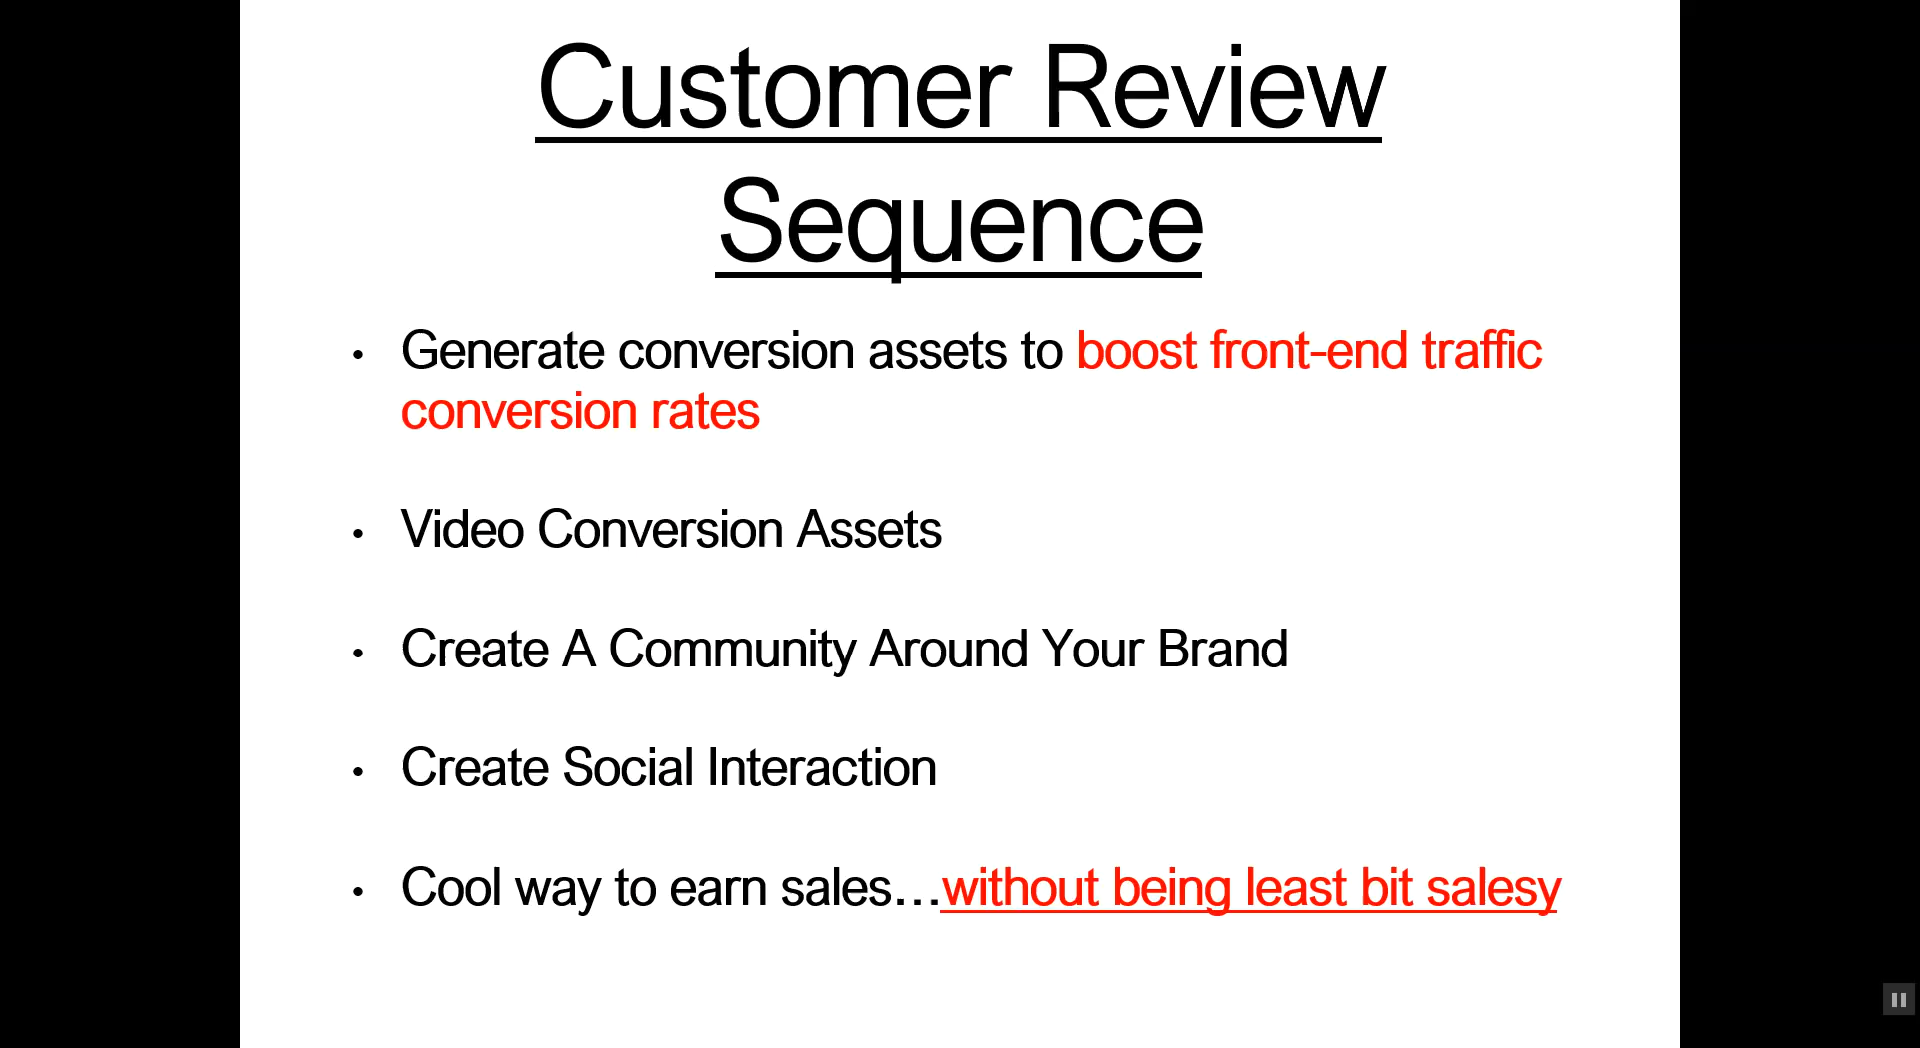 Customer Review
Sequence
• Generate conversion assets to boost front-end traffic
conversion rates
• Video Conversion Assets
• Create A Community Around Your Brand
• Create Social Interaction
• Cool way to earn sales…without being least bit salesy